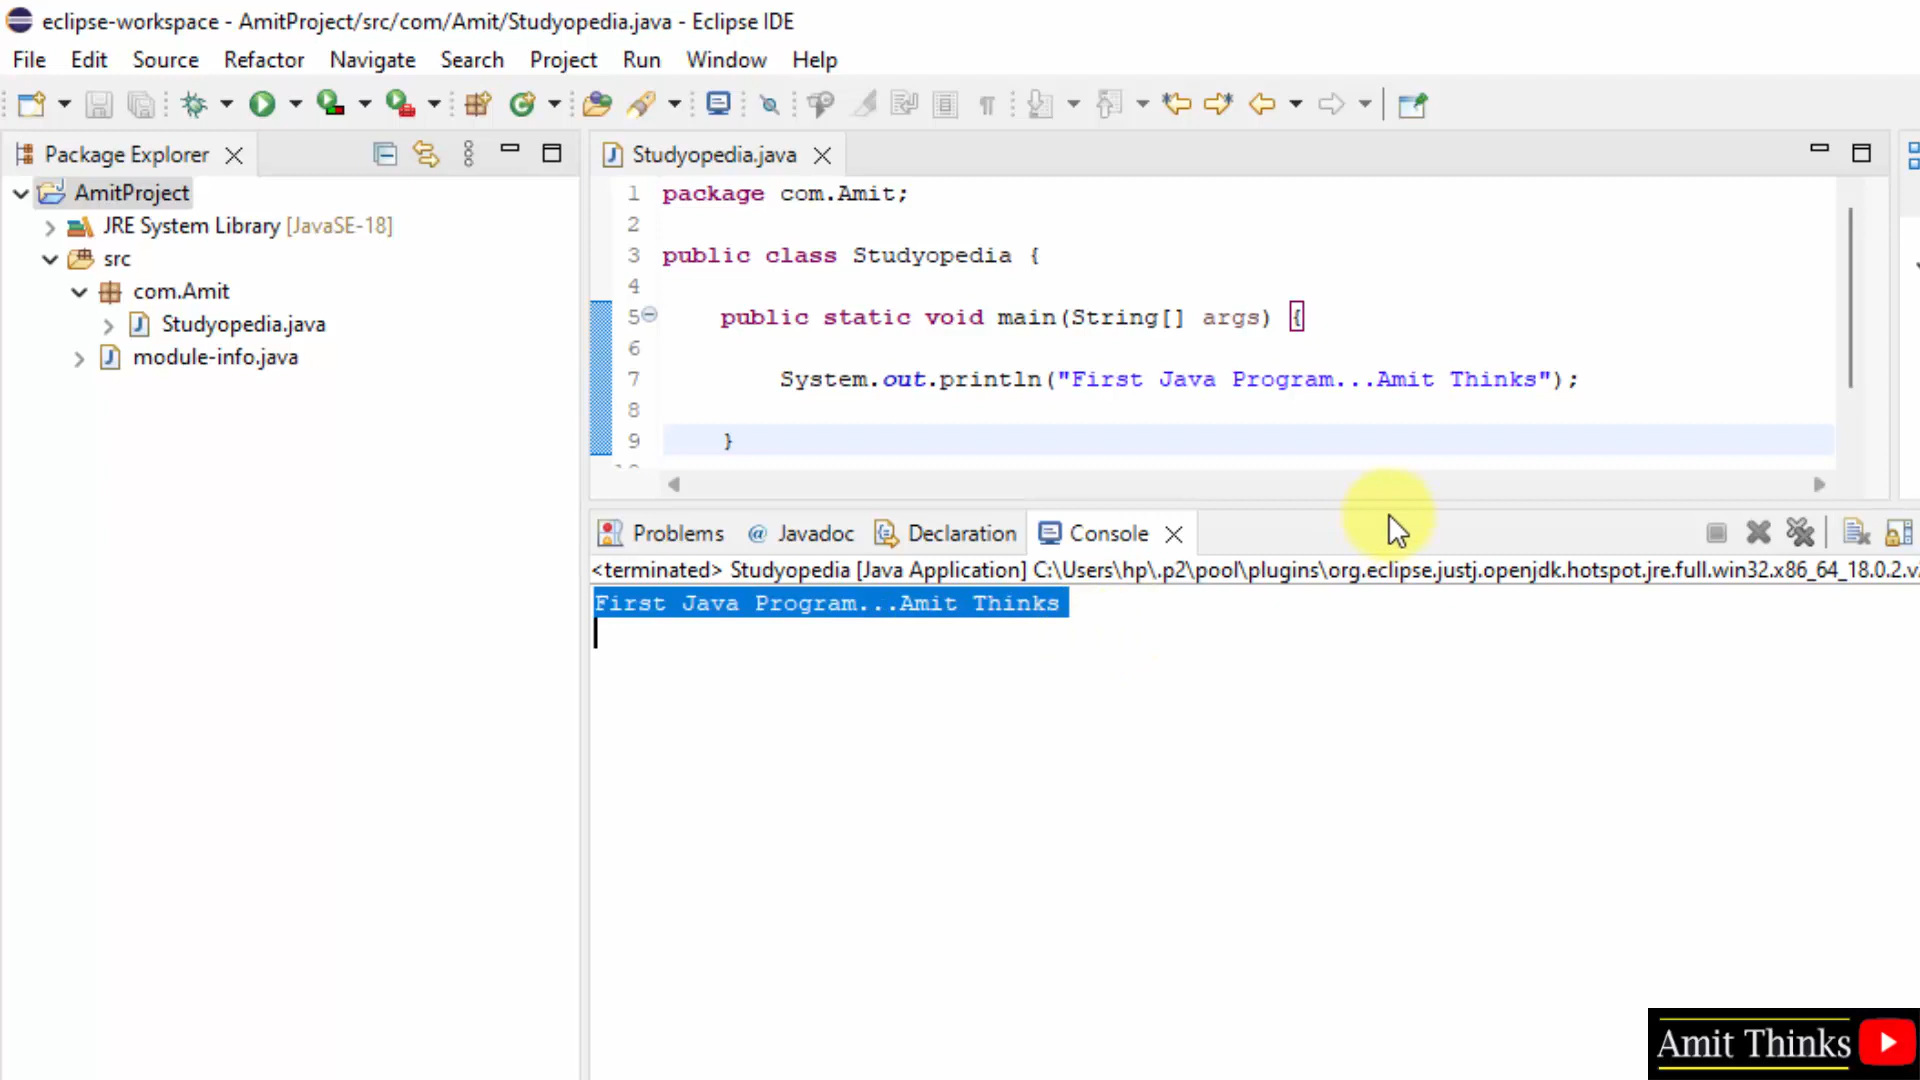 eclipse-workspace - AmitProject/src/com/Amit/Studyopedia.java - Eclipse IDE
File Edit Source Refactor Navigate Search Project Run Window Help
Package Explorer
AmitProject
JRE System Library [JavaSE-18]
src
com.Amit
Studyopedia.java
module-info.java
Studyopedia.java
1 package com.Amit;
2
3 public class Studyopedia {
4
5 public static void main(String[] args) {
6
7 System.out.println("First Java Program...Amit Thinks");
8
9 }
Problems @ Javadoc Declaration Console
<terminated> Studyopedia [Java Application] C:\Users\hp\.p2\pool\plugins\org.eclipse.justj.openjdk.hotspot.jre.full.win32.x86_64_18.0.2.v
First Java Program...Amit Thinks
Amit Thinks